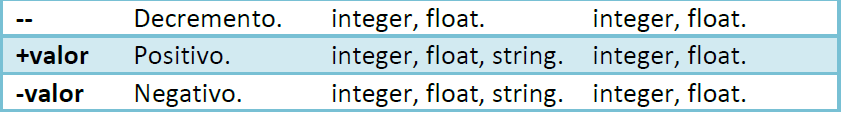 -- Decremento. integer, float. integer, float.
+valor Positivo. integer, float, string. integer, float.
-valor Negativo. integer, float, string. integer, float.